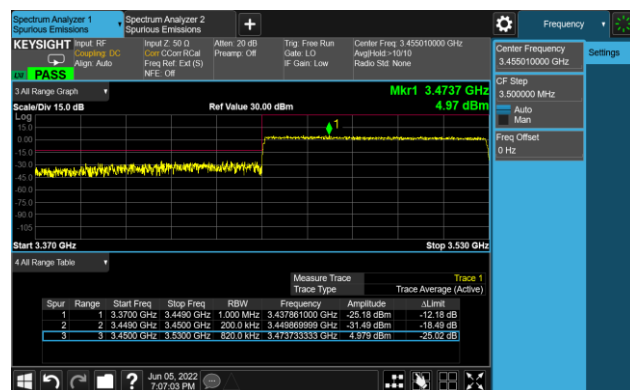 Spectrum Analyzer 1
Spurious Emissions
Spectrum Analyzer 2
Spurious Emissions
Frequency
KEYSIGHT
Input: RF
Coupling: DC
Align: Auto
Input Z: 50 Ω
Corr CCorr RCal
Freq Ref: Ext (S)
NFE: Off
Atten: 20 dB
Preamp: Off
Trig: Free Run
Gate: LO
IF Gain: Low
Center Freq: 3.455010000 GHz
Avg|Hold:>10/10
Radio Std: None
PASS
Center Frequency
3.455010000 GHz
Settings
CF Step
3.500000 MHz
Auto
Man
Freq Offset
0 Hz
3 All Range Graph
Mkr1 3.4737 GHz
Scale/Div 15.0 dB
Ref Value 30.00 dBm
4.97 dBm
Log
15.0
0.00
-15.0
-30.0
-45.0
-60.0
-75.0
-90.0
-105
1
Start 3.370 GHz
Stop 3.530 GHz
4 All Range Table
Measure Trace Trace 1
Trace Type Trace Average (Active)
Spur Range Start Freq Stop Freq RBW Frequency Amplitude ΔLimit
1 1 3.3700 GHz 3.4490 GHz 1.000 MHz 3.437861000 GHz -25.18 dBm -12.18 dB
2 2 3.4490 GHz 3.4500 GHz 200.0 kHz 3.449869999 GHz -31.49 dBm -18.49 dB
3 3 3.4500 GHz 3.5300 GHz 820.0 kHz 3.473733333 GHz 4.979 dBm -25.02 dB
Jun 05, 2022
7:07:03 PM